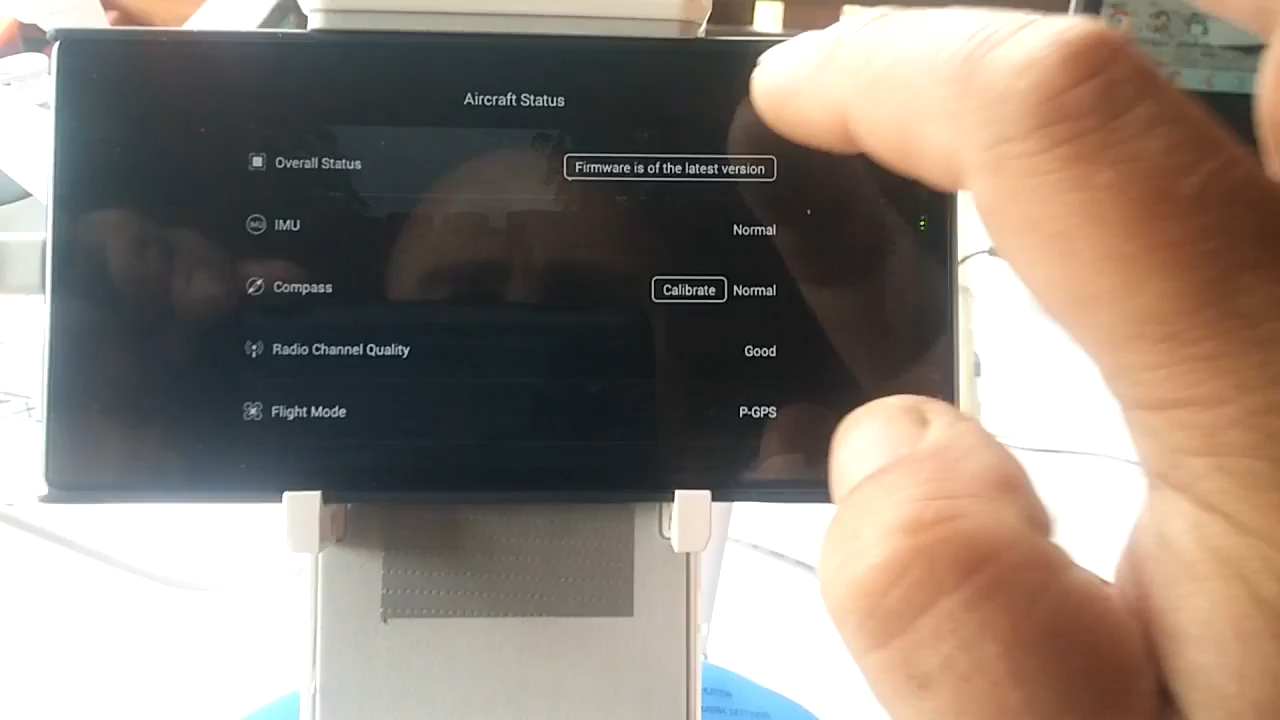 Aircraft Status
Overall Status Firmware is of the latest version
IMU Normal
Compass Calibrate Normal
Radio Channel Quality Good
Flight Mode P-GPS